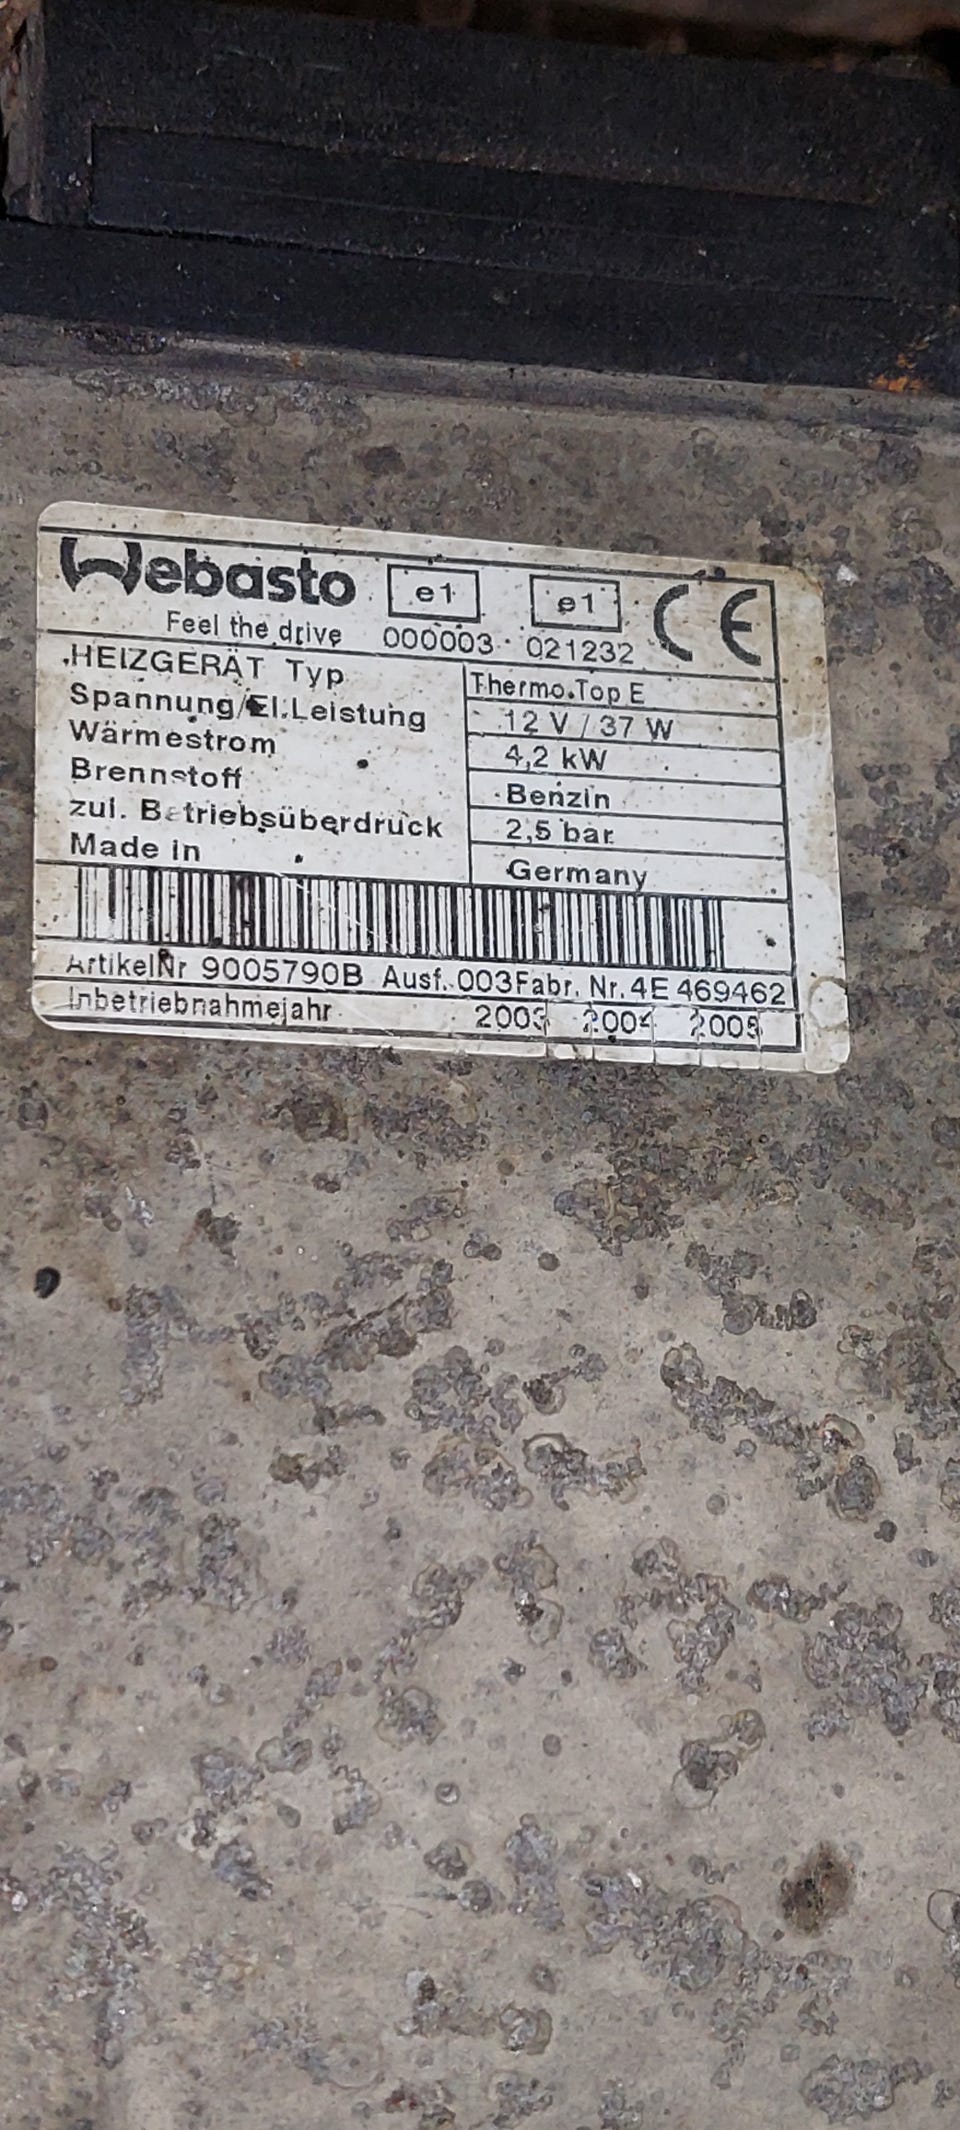 Webasto e1 e1 CE
Feel the drive 000003 021232
HEIZGERÄT Typ Thermo Top E
Spannung/El.Leistung 12 V / 37 W
Wärmestrom 4,2 kW
Brennstoff Benzin
zul. Betriebsüberdruck 2,5 bar
Made in Germany
ArtikelNr 9005790B Ausf. 003 Fabr. Nr. 4E 469462
Inbetriebnahmejahr 2003 2004 2005